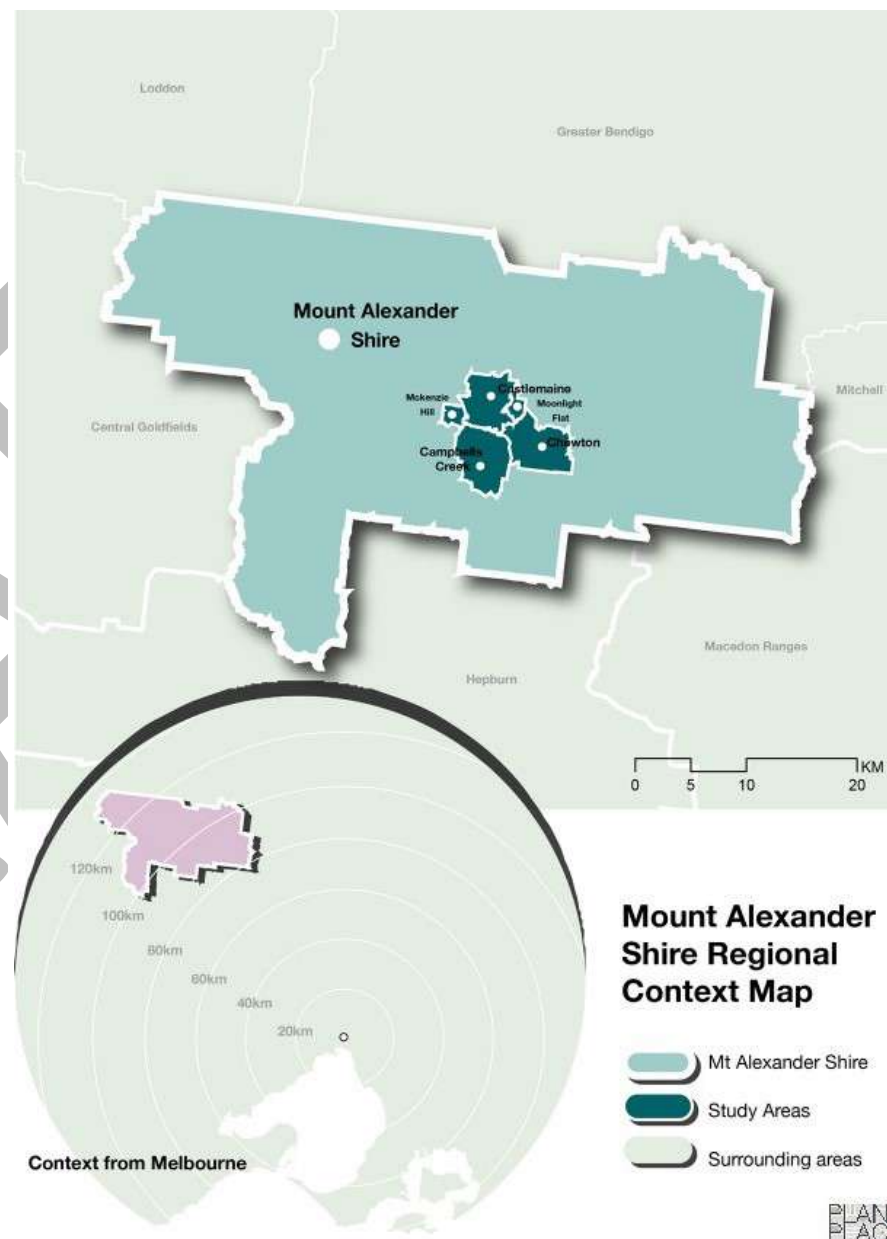 Loddon
Greater Bendigo
Mount Alexander
Shire
Mitchell
Castlemaine
Mckenzie
Hill
Moonlight
Flat
Central Goldfields
Chewton
Campbells
Creek
Macedon Ranges
Hepburn
KM
0 5 10 20
120km
100km
80km
60km
40km
20km
Mount Alexander
Shire Regional
Context Map
Mt Alexander Shire
Study Areas
Surrounding areas
Context from Melbourne
PLAN